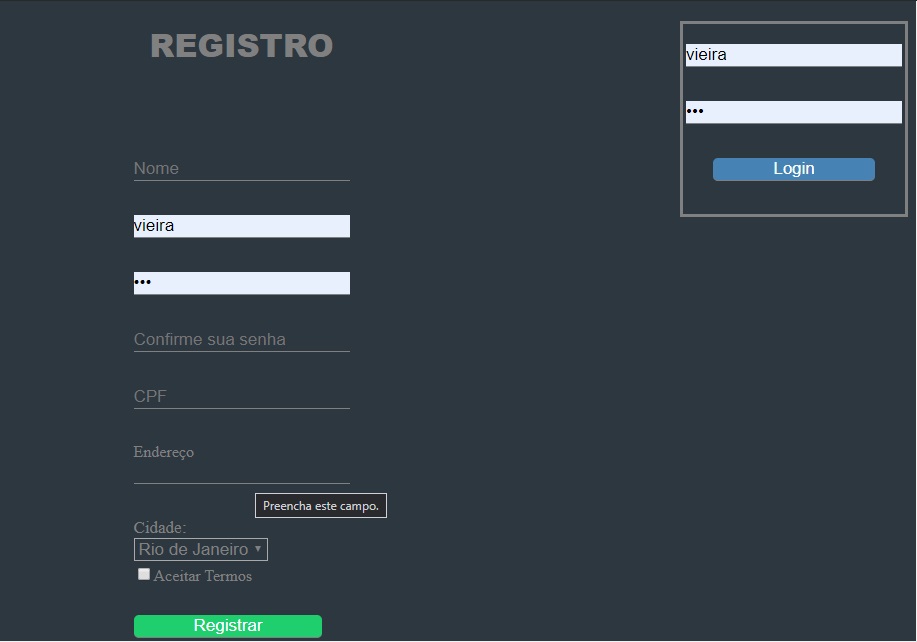 REGISTRO
vieira
•••
Login
Nome
vieira
•••
Confirme sua senha
CPF
Endereço
Preencha este campo.
Cidade:
Rio de Janeiro
Aceitar Termos
Registrar